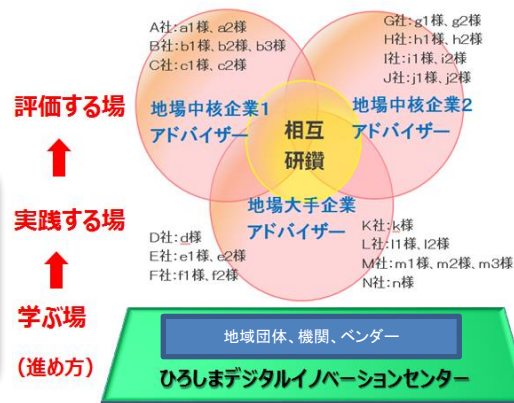 A社:a1様、a2様
B社:b1様、b2様、b3様
C社:c1様、c2様
G社:g1様、g2様
H社:h1様、h2様
I社:i1様、i2様
J社:j1様、j2様
評価する場
地場中核企業1
アドバイザー
地場中核企業2
アドバイザー
相互
研鑽
実践する場
地場大手企業
アドバイザー
D社:d様
E社:e1様、e2様
F社:f1様、f2様
K社:k様
L社:l1様、l2様
M社:m1様、m2様、m3様
N社:n様
学ぶ場
(進め方)
地域団体、機関、ベンダー
ひろしまデジタルイノベーションセンター